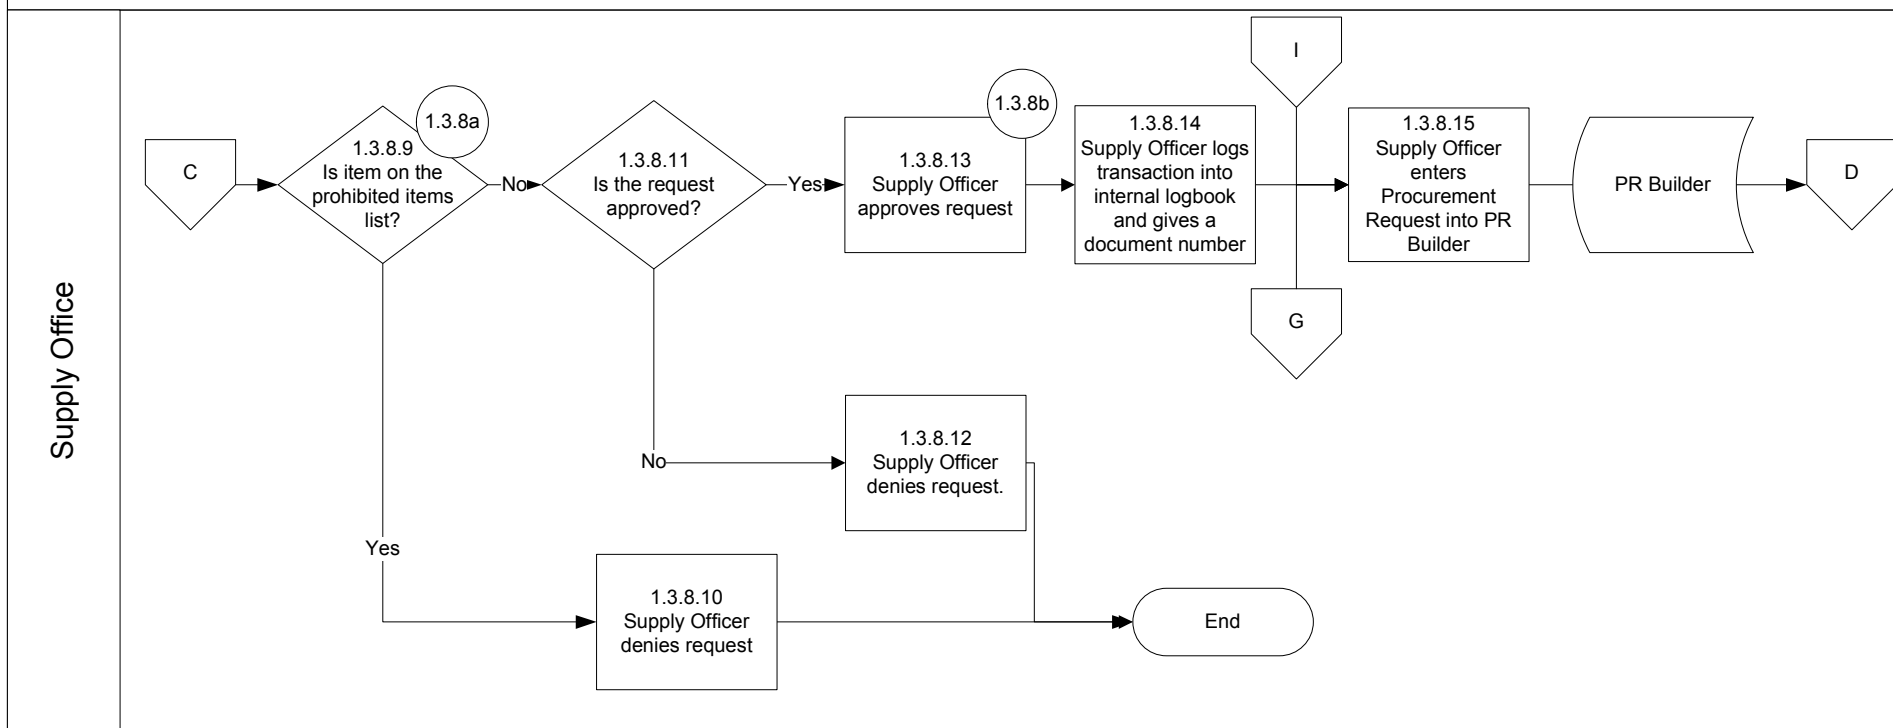 Supply Office
C
1.3.8.9
Is item on the
prohibited items
list?
1.3.8a
No
1.3.8.11
Is the request
approved?
Yes
1.3.8.13
Supply Officer
approves request
1.3.8b
1.3.8.14
Supply Officer logs
transaction into
internal logbook
and gives a
document number
I
G
1.3.8.15
Supply Officer
enters
Procurement
Request into PR
Builder
PR Builder
D
No
1.3.8.12
Supply Officer
denies request.
Yes
1.3.8.10
Supply Officer
denies request
End